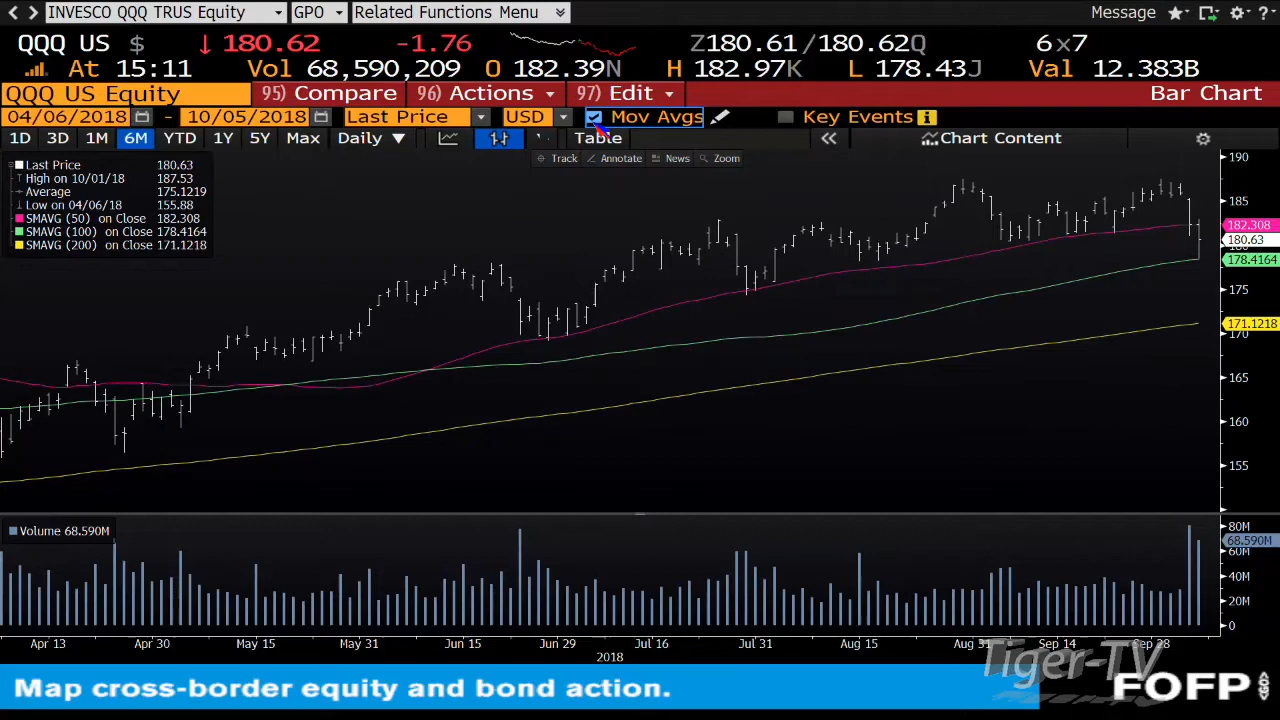 INVESCO QQQ TRUS Equity GPO Related Functions Menu Message
QQQ US $ ↓ 180.62 -1.76 Z180.61/180.62Q 6x7
At 15:11 Vol 68,590,209 O 182.39N H 182.97K L 178.43J Val 12.383B
QQQ US Equity 95) Compare 96) Actions 97) Edit Bar Chart
04/06/2018 - 10/05/2018 Last Price USD Mov Avgs Key Events
1D 3D 1M 6M YTD 1Y 5Y Max Daily ▼ Table « Chart Content
Track Annotate News Zoom
Last Price 180.63
High on 10/01/18 187.53
Average 175.1219
Low on 04/06/18 155.88
SMAVG (50) on Close 182.308
SMAVG (100) on Close 178.4164
SMAVG (200) on Close 171.1218
190
185
182.308
180.63
180
178.4164
175
171.1218
170
165
160
155
Volume 68.590M
80M
68.590M
60M
40M
20M
0
Apr 13 Apr 30 May 15 May 31 Jun 15 Jun 29 Jul 16 Jul 31 Aug 15 Aug 31 Sep 14 Sep 28
2018
Tiger-TV
Map cross-border equity and bond action.
FOFP